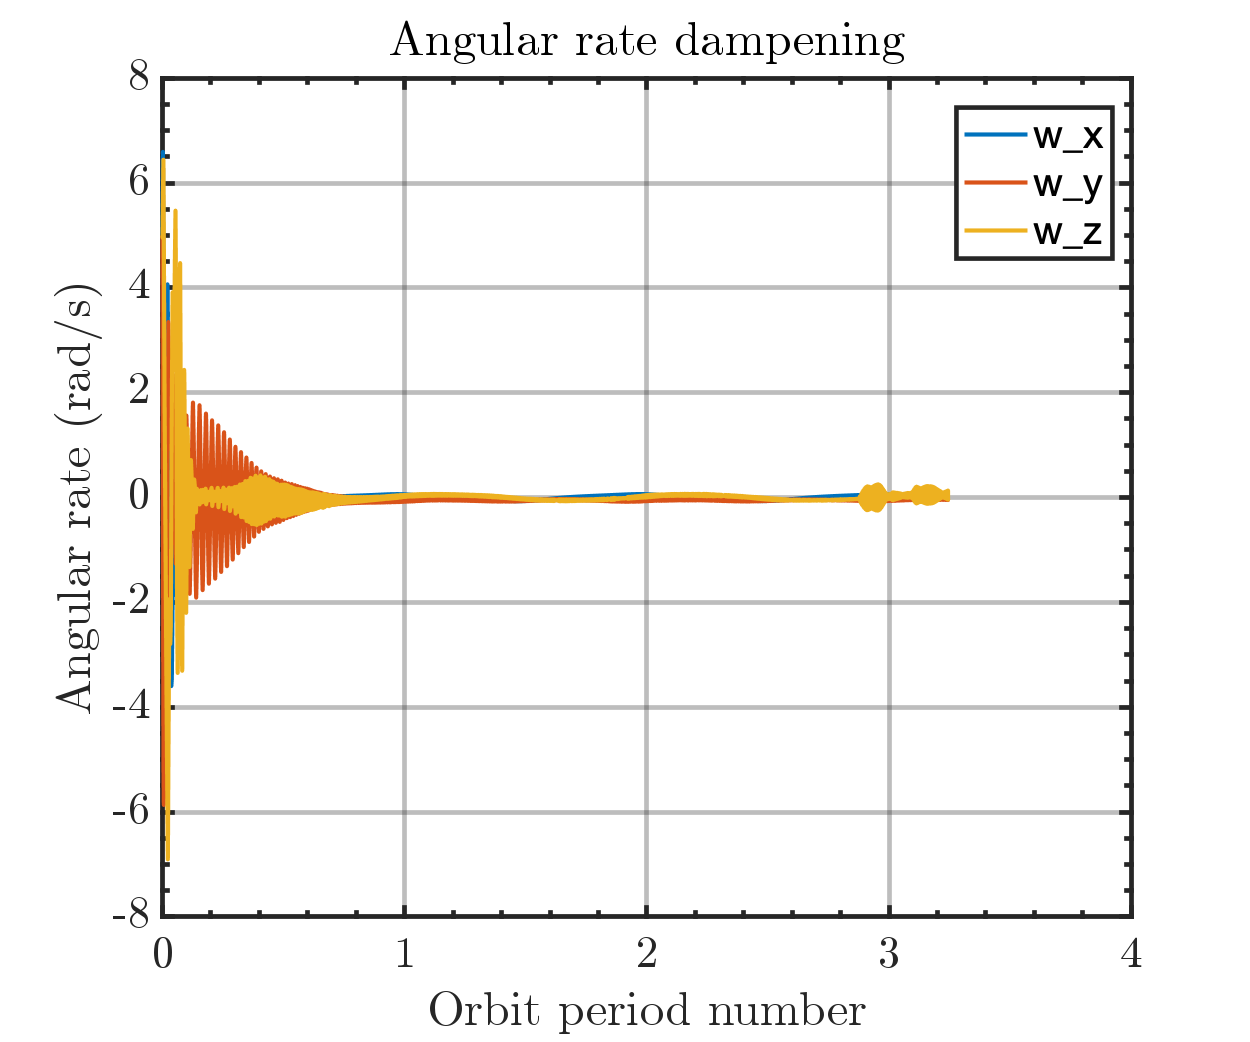 Angular rate dampening
8
6
4
2
0
-2
-4
-6
-8
Angular rate (rad/s)
w_x
w_y
w_z
0 1 2 3 4
Orbit period number